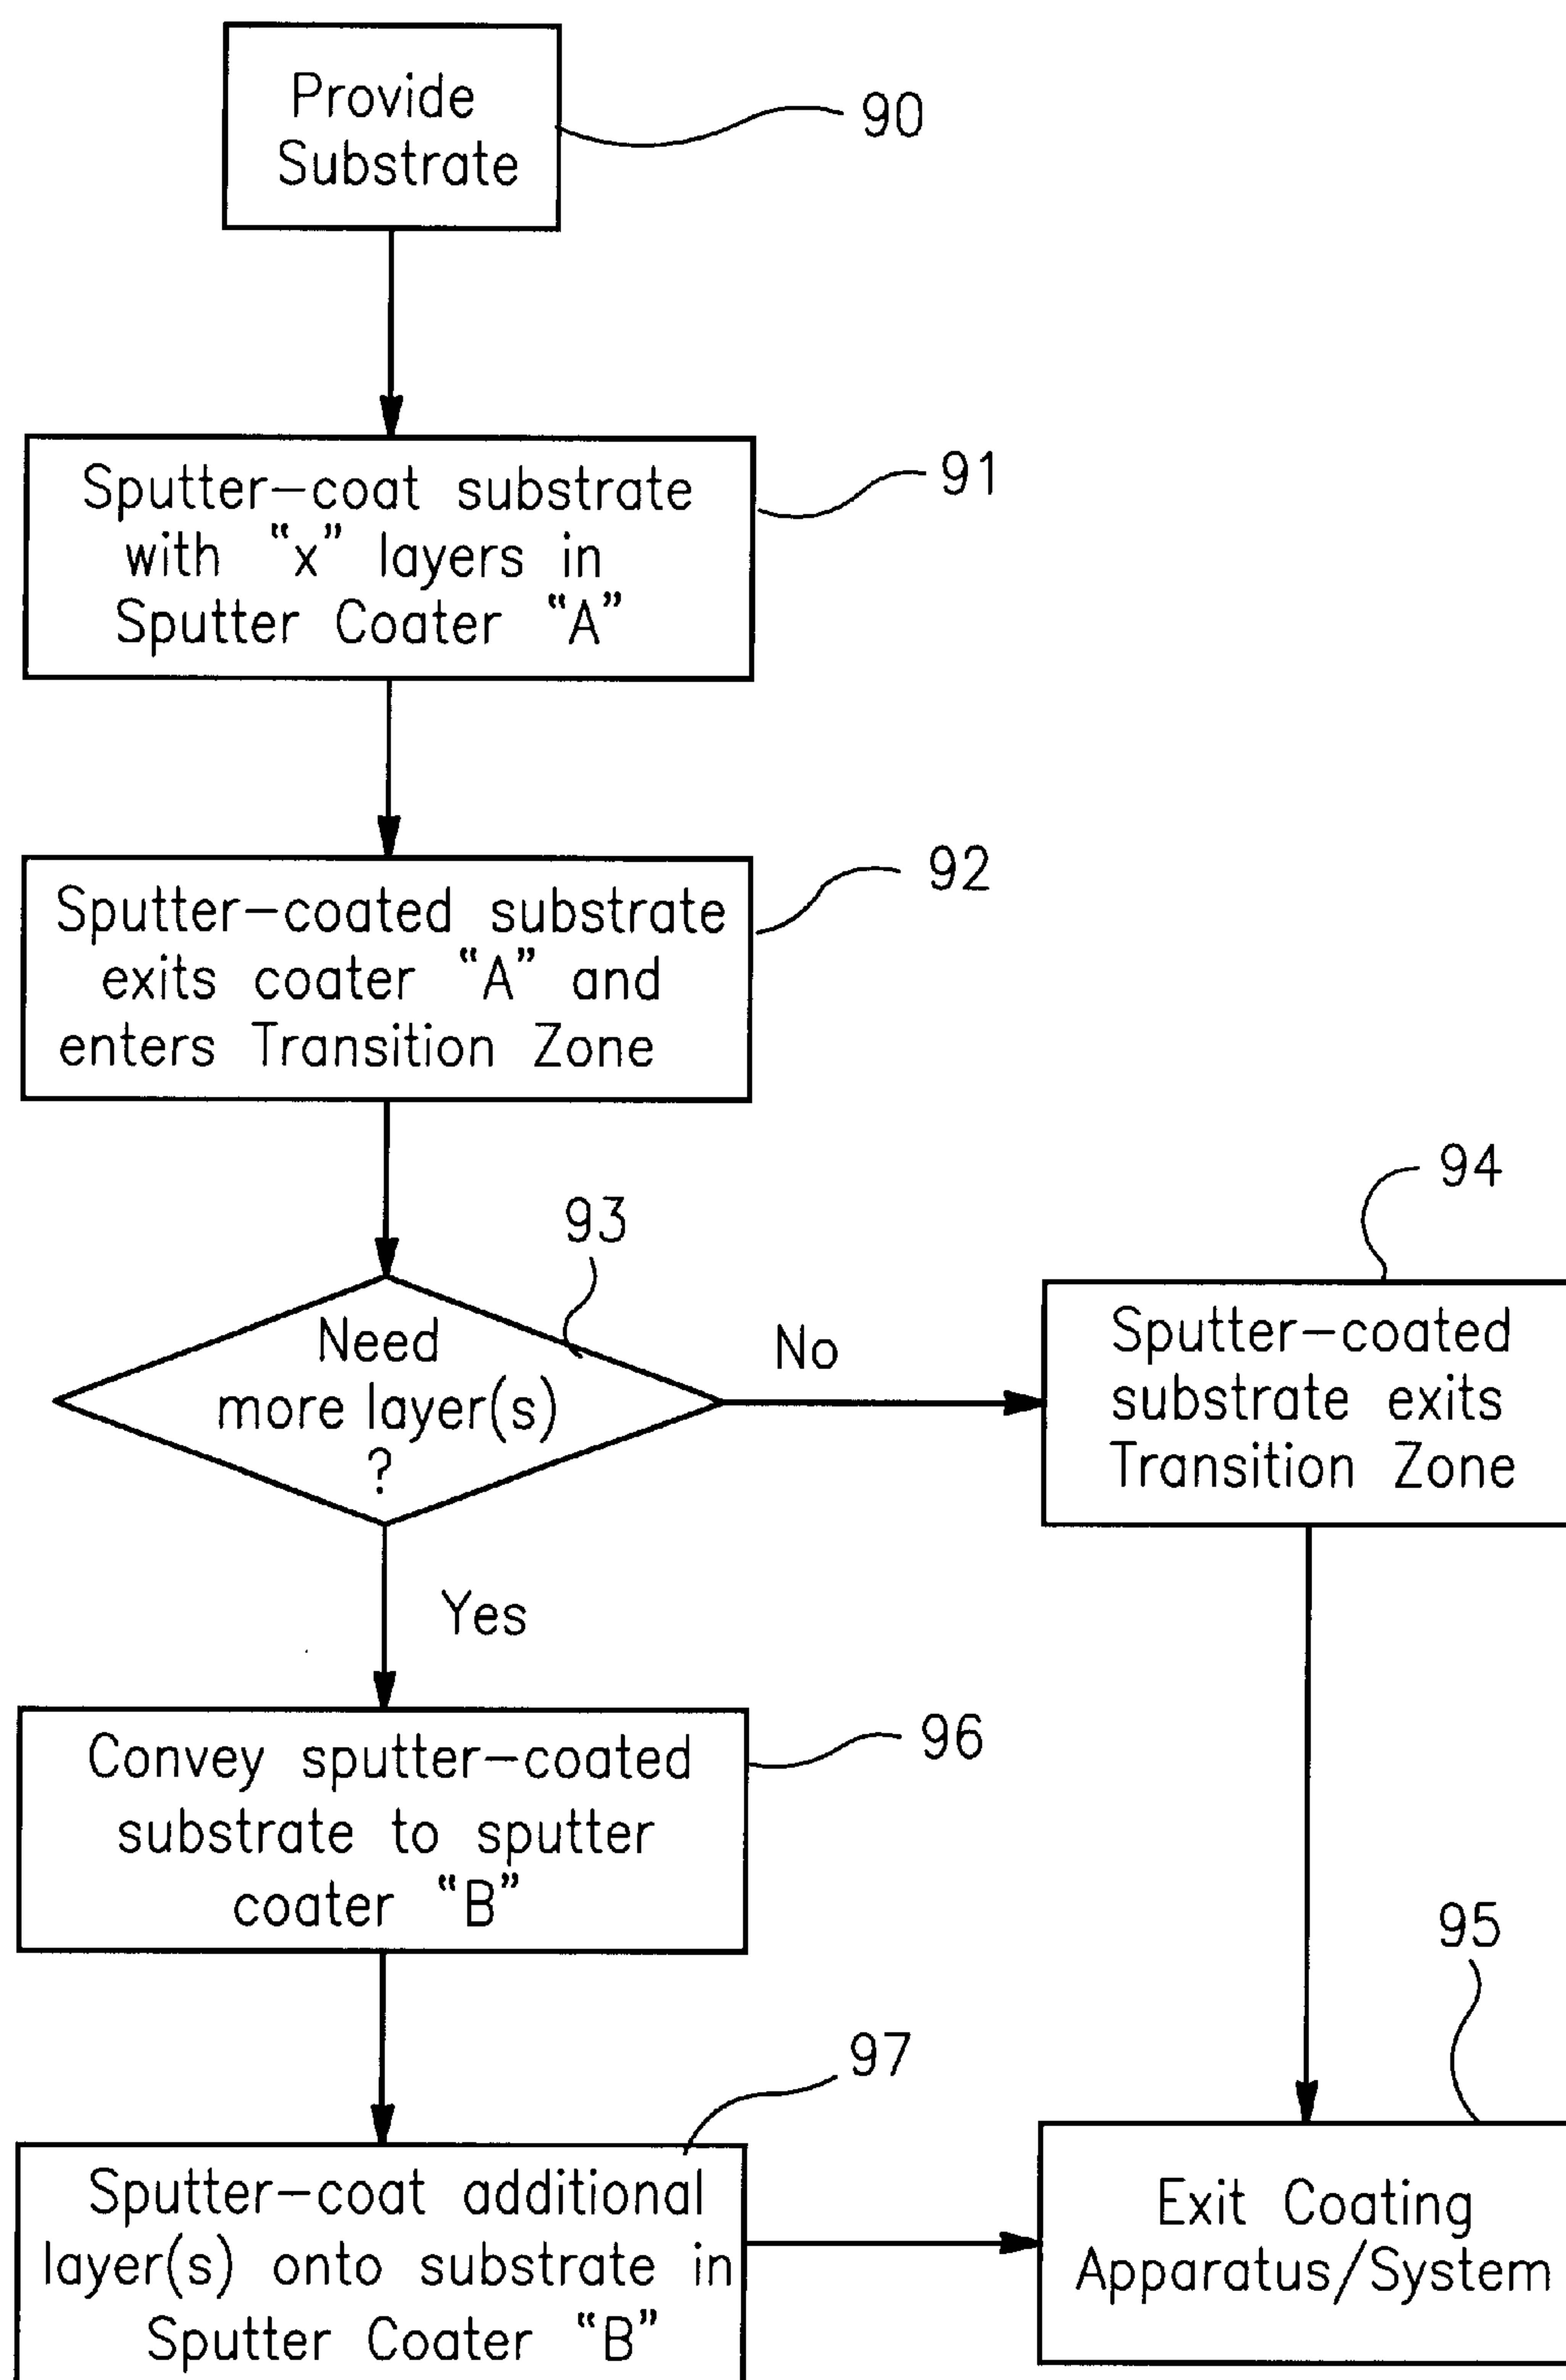 Provide
Substrate
90
Sputter-coat substrate
with "x" layers in
Sputter Coater "A"
91
Sputter-coated substrate
exits coater "A" and
enters Transition Zone
92
Need
more layer(s)
?
93
No
Sputter-coated
substrate exits
Transition Zone
94
Yes
Convey sputter-coated
substrate to sputter
coater "B"
96
Sputter-coat additional
layer(s) onto substrate in
Sputter Coater "B"
97
Exit Coating
Apparatus/System
95